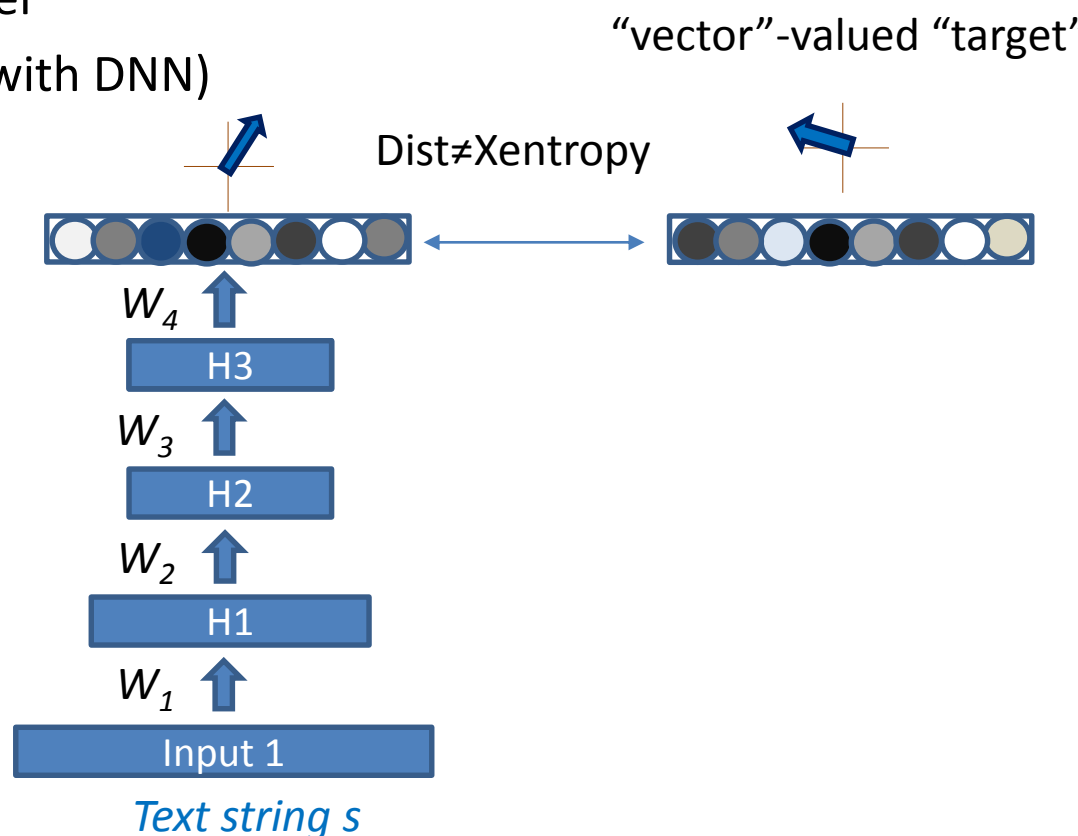 with DNN)
"vector"-valued "target'
Dist≠Xentropy
W4
H3
W3
H2
W2
H1
W1
Input 1
Text string s